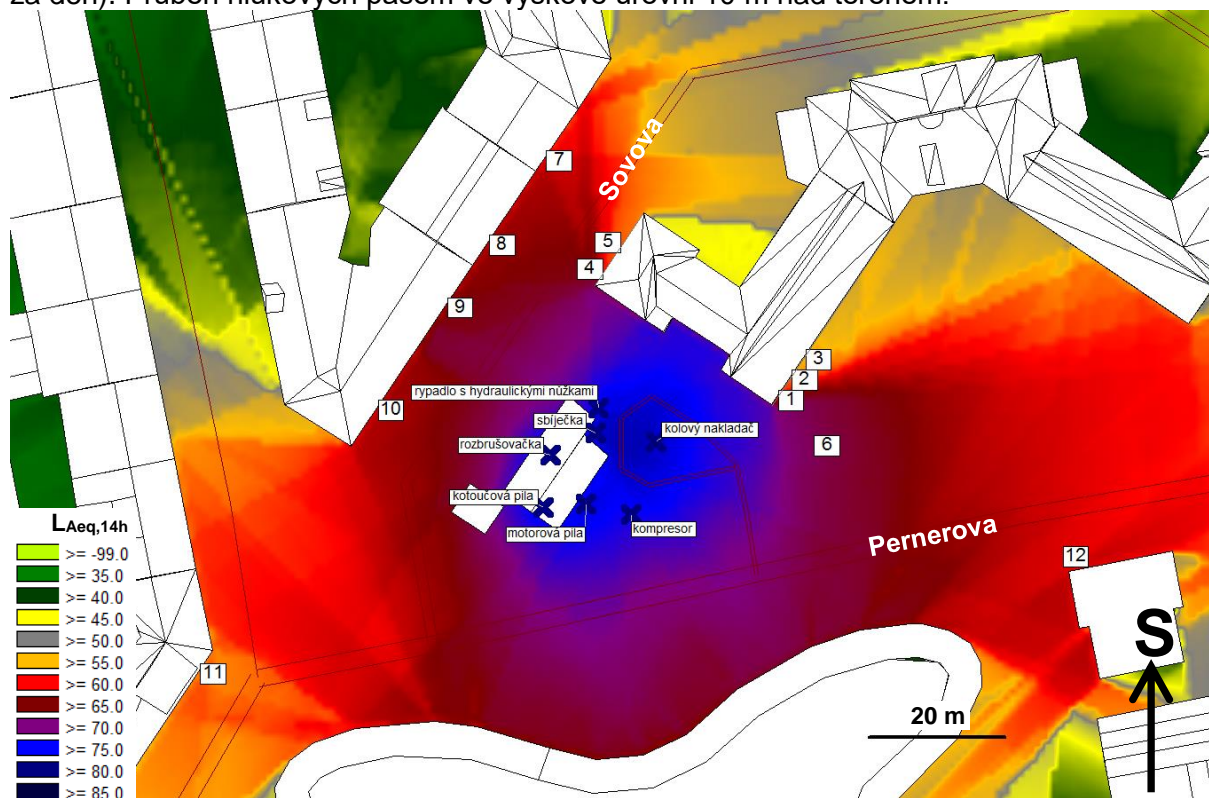 za den). Průběh hlukových pásem ve výškové úrovni 10 m nad terénem.
7
Sovova
8
5
4
9
3
2
1
rypadlo s hydraulickými nůžkami
10
sbíječka
kolový nakladač
6
rozbrušovačka
kotoučová pila
motorová pila
kompresor
Pernerova
12
11
LAeq,14h
>= -99.0
>= 35.0
>= 40.0
>= 45.0
>= 50.0
>= 55.0
>= 60.0
>= 65.0
>= 70.0
>= 75.0
>= 80.0
>= 85.0
20 m
S